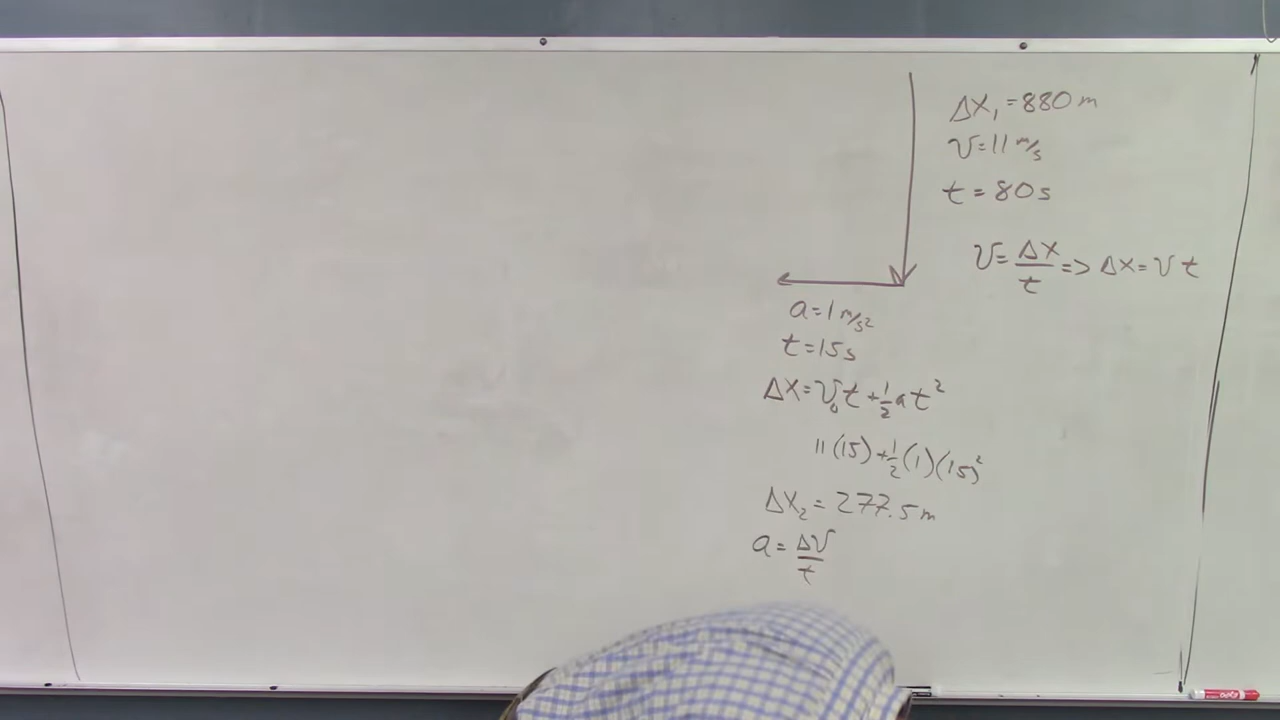 ΔX₁ = 880 m
v = 11 m/s
t = 80 s
v = ΔX/t => ΔX = v t
a = 1 m/s²
t = 15 s
ΔX = v₀t + ½at²
11(15) + ½(1)(15)²
ΔX₂ = 277.5 m
a = Δv/t